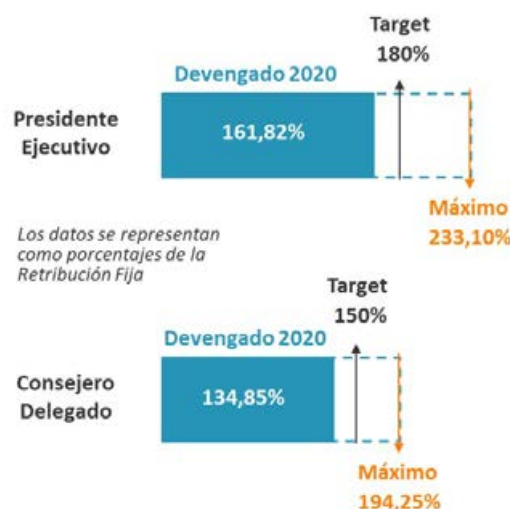 Target
180%
Devengado 2020
Presidente
Ejecutivo
161,82%
Máximo
233,10%
Los datos se representan
como porcentajes de la
Retribución Fija
Target
150%
Devengado 2020
Consejero
Delegado
134,85%
Máximo
194,25%